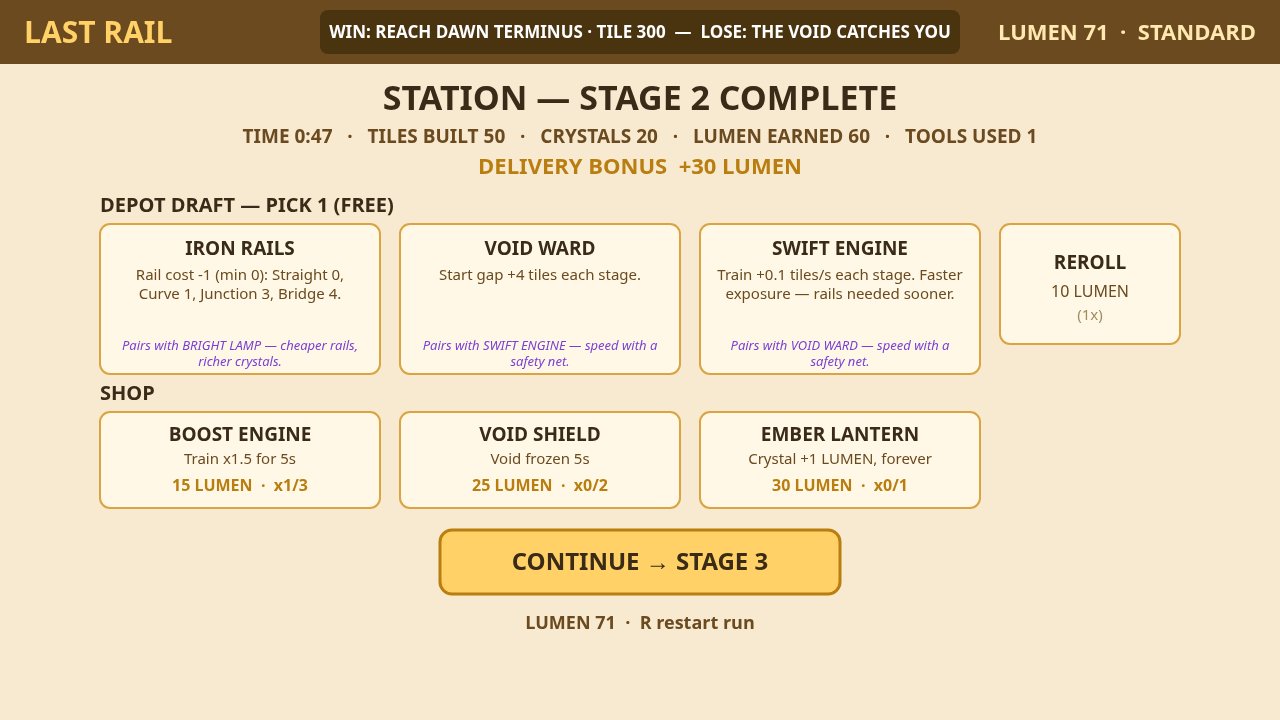 LAST RAIL
WIN: REACH DAWN TERMINUS · TILE 300 — LOSE: THE VOID CATCHES YOU
LUMEN 71 · STANDARD
STATION — STAGE 2 COMPLETE
TIME 0:47 · TILES BUILT 50 · CRYSTALS 20 · LUMEN EARNED 60 · TOOLS USED 1
DELIVERY BONUS +30 LUMEN
DEPOT DRAFT — PICK 1 (FREE)
IRON RAILS
Rail cost -1 (min 0): Straight 0,
Curve 1, Junction 3, Bridge 4.
Pairs with BRIGHT LAMP — cheaper rails,
richer crystals.
VOID WARD
Start gap +4 tiles each stage.
Pairs with SWIFT ENGINE — speed with a
safety net.
SWIFT ENGINE
Train +0.1 tiles/s each stage. Faster
exposure — rails needed sooner.
Pairs with VOID WARD — speed with a
safety net.
REROLL
10 LUMEN
(1x)
SHOP
BOOST ENGINE
Train x1.5 for 5s
15 LUMEN · x1/3
VOID SHIELD
Void frozen 5s
25 LUMEN · x0/2
EMBER LANTERN
Crystal +1 LUMEN, forever
30 LUMEN · x0/1
CONTINUE → STAGE 3
LUMEN 71 · R restart run